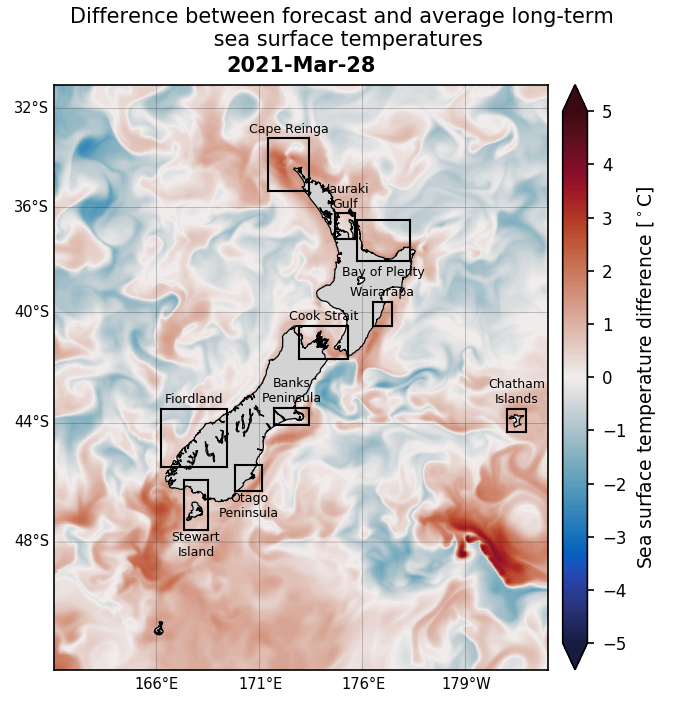 Difference between forecast and average long-term
sea surface temperatures
2021-Mar-28
32°S
36°S
40°S
44°S
48°S
166°E
171°E
176°E
179°W
Cape Reinga
Hauraki
Gulf
Bay of Plenty
Wairarapa
Cook Strait
Banks
Peninsula
Fiordland
Chatham
Islands
Otago
Peninsula
Stewart
Island
5
4
3
2
1
0
−1
−2
−3
−4
−5
Sea surface temperature difference [°C]